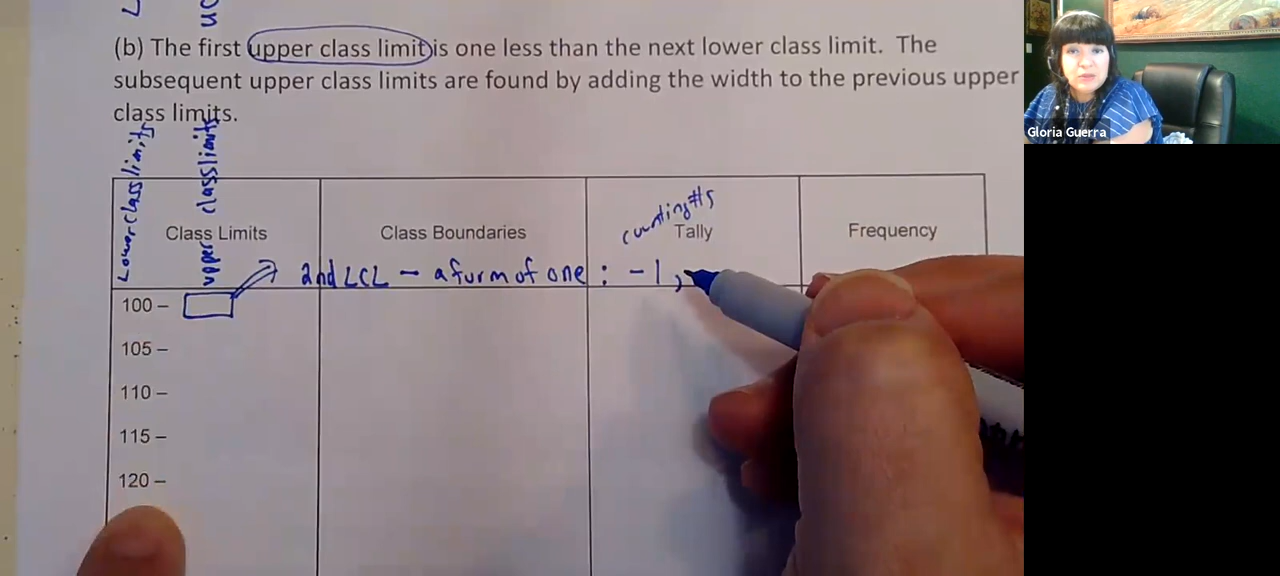 (b) The first upper class limit is one less than the next lower class limit. The
subsequent upper class limits are found by adding the width to the previous upper
class limits.
Lower class limits
upper class limits
counting #s
Class Limits
Class Boundaries
Tally
Frequency
2nd LCL – a form of one : -1,
100 –
105 –
110 –
115 –
120 –
Gloria Guerra